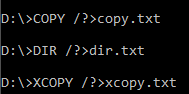 D:\>COPY /?>copy.txt
D:\>DIR /?>dir.txt
D:\>XCOPY /?>xcopy.txt